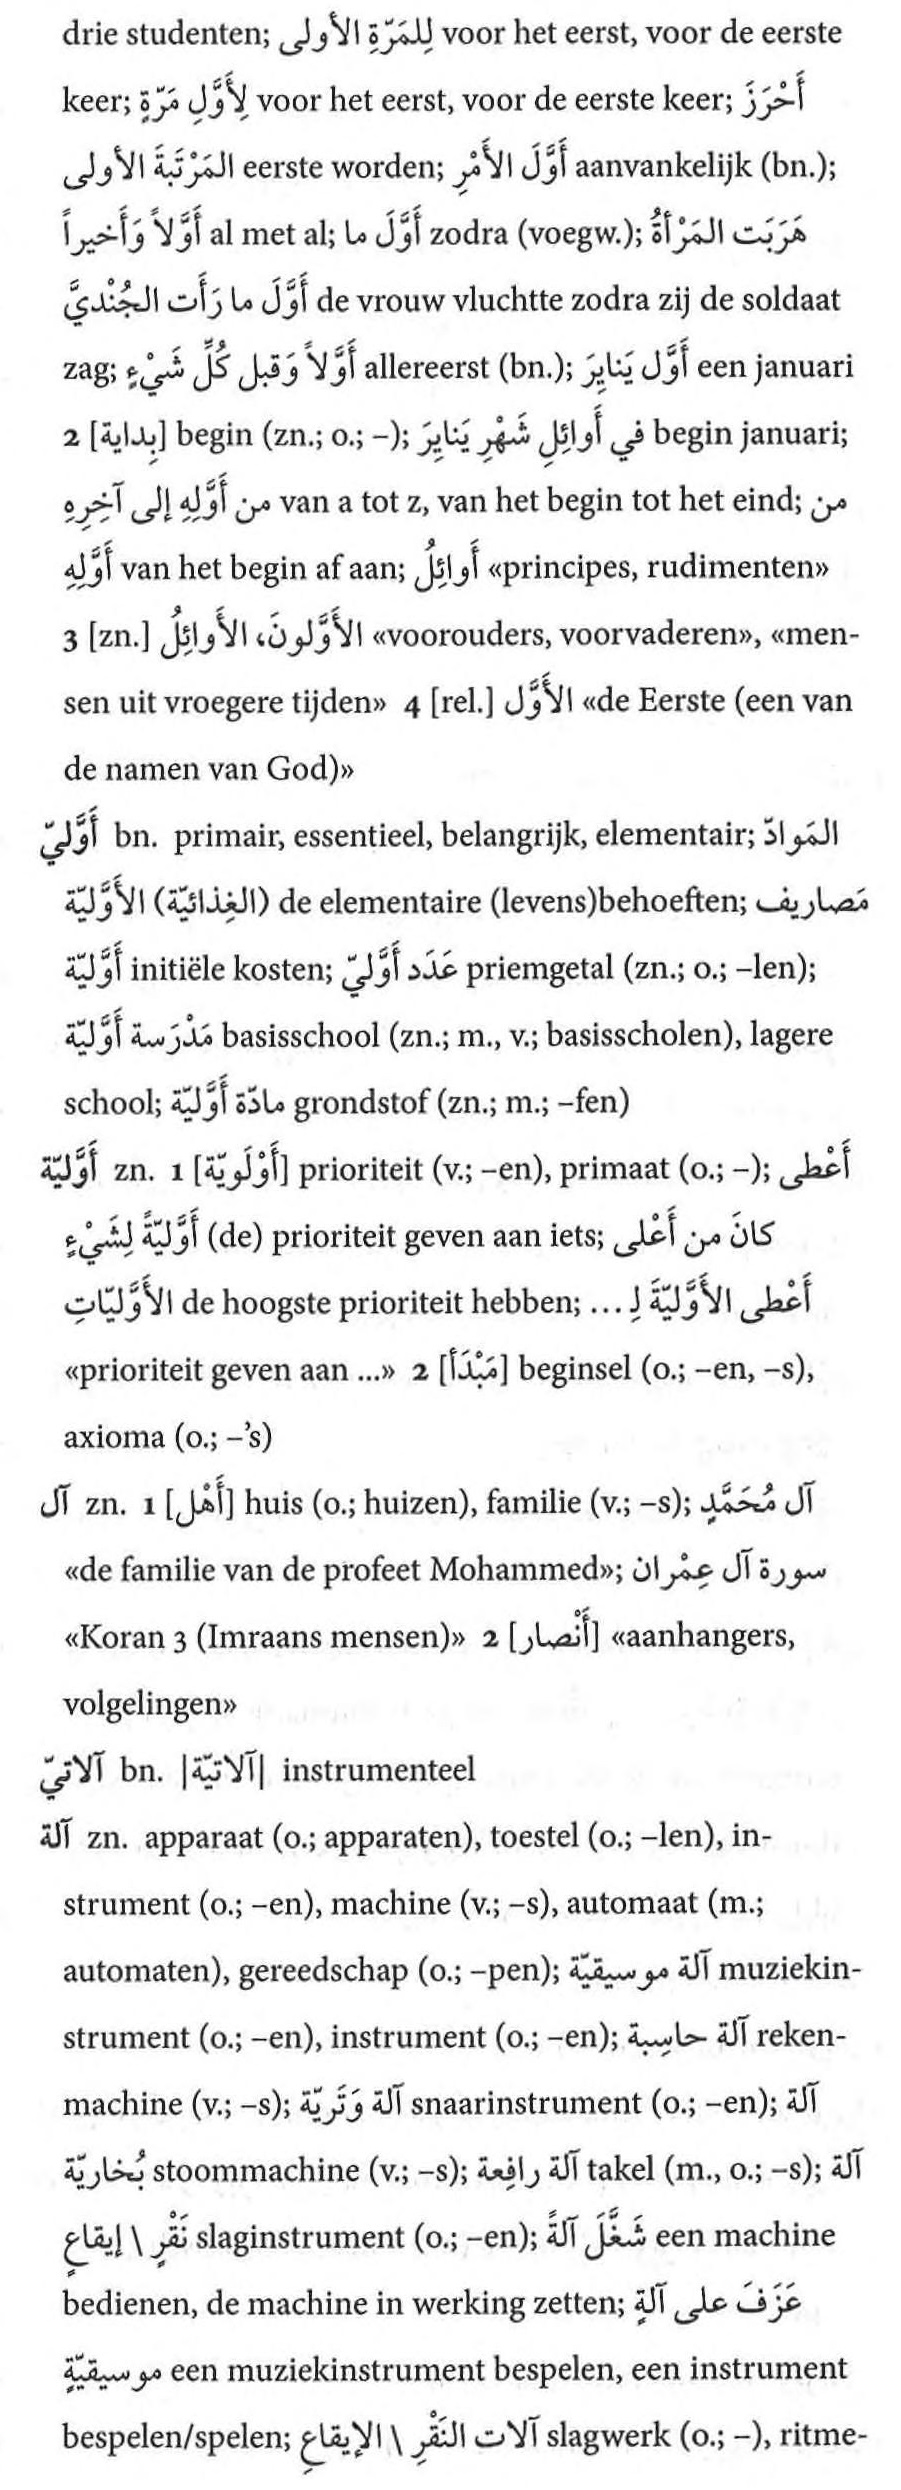 drie studenten; لِلمَرّةِ الأولى voor het eerst, voor de eerste
keer; لِأَوَّلِ مَرّةٍ voor het eerst, voor de eerste keer; أَحْرَزَ
المَرْتَبةَ الأولى eerste worden; أَوَّلَ الأَمْرِ aanvankelijk (bn.);
أَوَّلاً وَأَخيراً al met al; أَوَّلَ ما zodra (voegw.); هَرَبَت المَرْأةُ
أَوَّلَ ما رَأَت الجُنْديَّ de vrouw vluchtte zodra zij de soldaat
zag; أَوَّلاً وَقبل كُلِّ شَيْءٍ allereerst (bn.); أَوَّل يَنايِرَ een januari
2 [بِداية] begin (zn.; o.; –); في أَوائِلِ شَهْرِ يَنايِرَ begin januari;
من أَوَّلِهِ إلى آخِرِهِ van a tot z, van het begin tot het eind; من
أَوَّلِهِ van het begin af aan; أَوائِلُ «principes, rudimenten»
3 [zn.] الأَوَّلونَ، الأَوائِلُ «voorouders, voorvaderen», «men-
sen uit vroegere tijden» 4 [rel.] الأَوَّل «de Eerste (een van
de namen van God)»
أَوَّليّ bn. primair, essentieel, belangrijk, elementair; المَوادّ
الأَوَّليّة (الغِذائيّة) de elementaire (levens)behoeften; مَصاريف
أَوَّليّة initiële kosten; عَدَد أَوَّليّ priemgetal (zn.; o.; –len);
مَدْرَسة أَوَّليّة basisschool (zn.; m., v.; basisscholen), lagere
school; مادّة أَوَّليّة grondstof (zn.; m.; –fen)
أَوَّليّة zn. 1 [أَوْلَويّة] prioriteit (v.; –en), primaat (o.; –); أَعْطى
أَوَّليّةً لِشَيْءٍ (de) prioriteit geven aan iets; كانَ من أَعْلى
الأَوَّليّاتِ de hoogste prioriteit hebben; أَعْطى الأَوَّليّةَ لِـ ...
«prioriteit geven aan ...» 2 [مَبْدَأ] beginsel (o.; –en, –s),
axioma (o.; –’s)
آل zn. 1 [أَهْل] huis (o.; huizen), familie (v.; –s); آل مُحَمَّدٍ
«de familie van de profeet Mohammed»; سورة آل عِمْران
«Koran 3 (Imraans mensen)» 2 [أَنْصار] «aanhangers,
volgelingen»
آلاتيّ bn. |آلاتيّة| instrumenteel
آلة zn. apparaat (o.; apparaten), toestel (o.; –len), in-
strument (o.; –en), machine (v.; –s), automaat (m.;
automaten), gereedschap (o.; –pen); آلة موسيقيّة muziekin-
strument (o.; –en), instrument (o.; –en); آلة حاسِبة reken-
machine (v.; –s); آلة وَتَريّة snaarinstrument (o.; –en); آلة
بُخاريّة stoommachine (v.; –s); آلة رافِعة takel (m., o.; –s); آلة
نَقْرٍ \ إيقاعٍ slaginstrument (o.; –en); شَغَّلَ آلةً een machine
bedienen, de machine in werking zetten; عَزَفَ على آلةٍ
موسيقيّةٍ een muziekinstrument bespelen, een instrument
bespelen/spelen; آلات النَقْرِ \ الإيقاعِ slagwerk (o.; –), ritme-